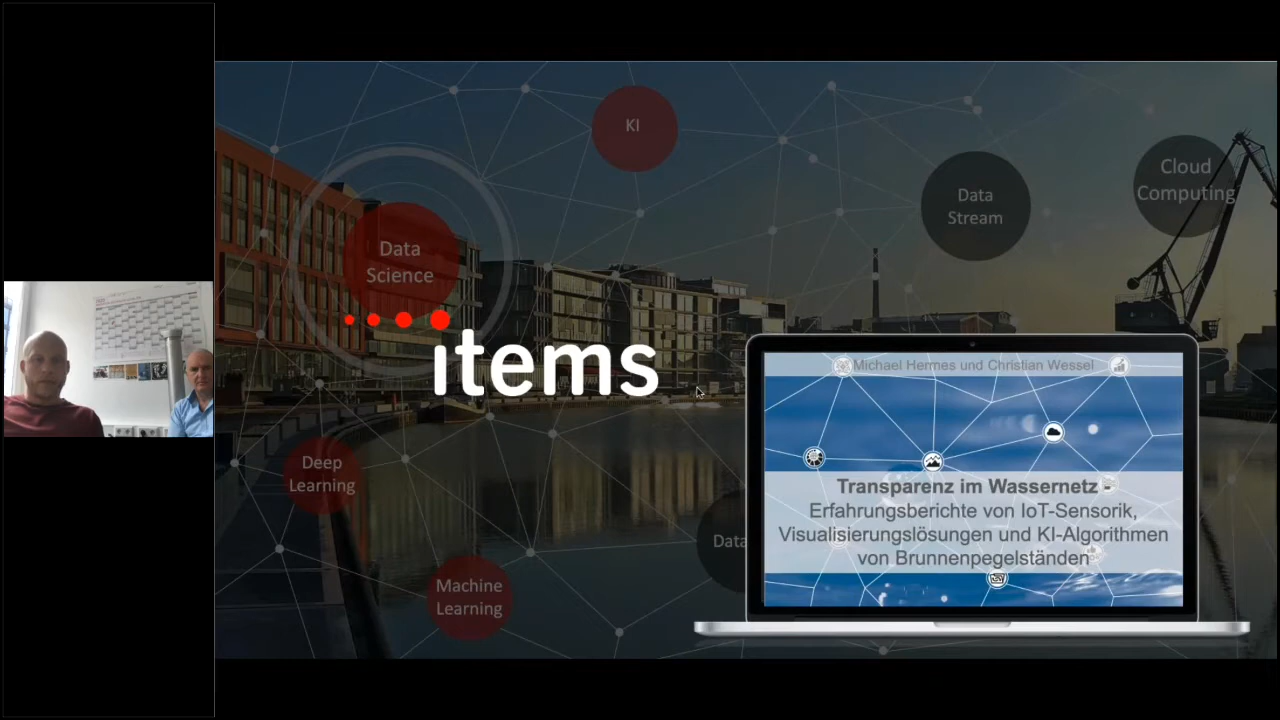 KI
Cloud
Computing
Data
Stream
Data
Science
items
Michael Hermes und Christian Wessel
Deep
Learning
Transparenz im Wassernetz -
Erfahrungsberichte von IoT-Sensorik,
Visualisierungslösungen und KI-Algorithmen
von Brunnenpegelständen
Data
Machine
Learning